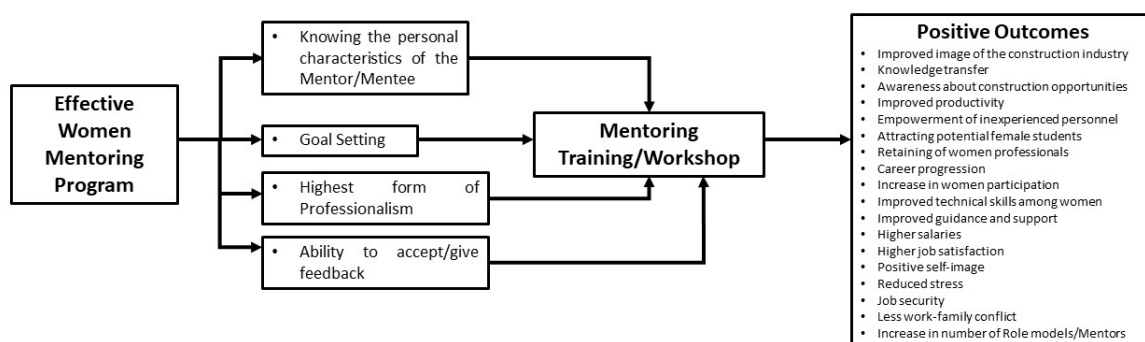 Effective
Women
Mentoring
Program
• Knowing the personal
characteristics of the
Mentor/Mentee
• Goal Setting
• Highest form of
Professionalism
• Ability to accept/give
feedback
Mentoring
Training/Workshop
Positive Outcomes
• Improved image of the construction industry
• Knowledge transfer
• Awareness about construction opportunities
• Improved productivity
• Empowerment of inexperienced personnel
• Attracting potential female students
• Retaining of women professionals
• Career progression
• Increase in women participation
• Improved technical skills among women
• Improved guidance and support
• Higher salaries
• Higher job satisfaction
• Positive self-image
• Reduced stress
• Job security
• Less work-family conflict
• Increase in number of Role models/Mentors